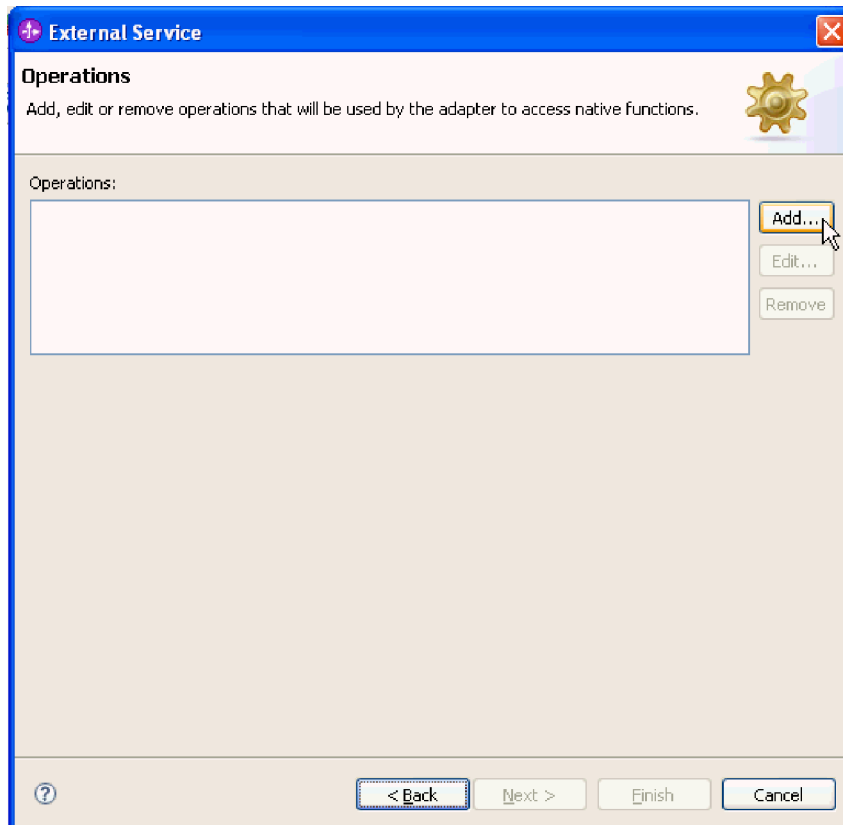 External Service
Operations
Add, edit or remove operations that will be used by the adapter to access native functions.
Operations:
Add...
Edit...
Remove
< Back
Next >
Finish
Cancel